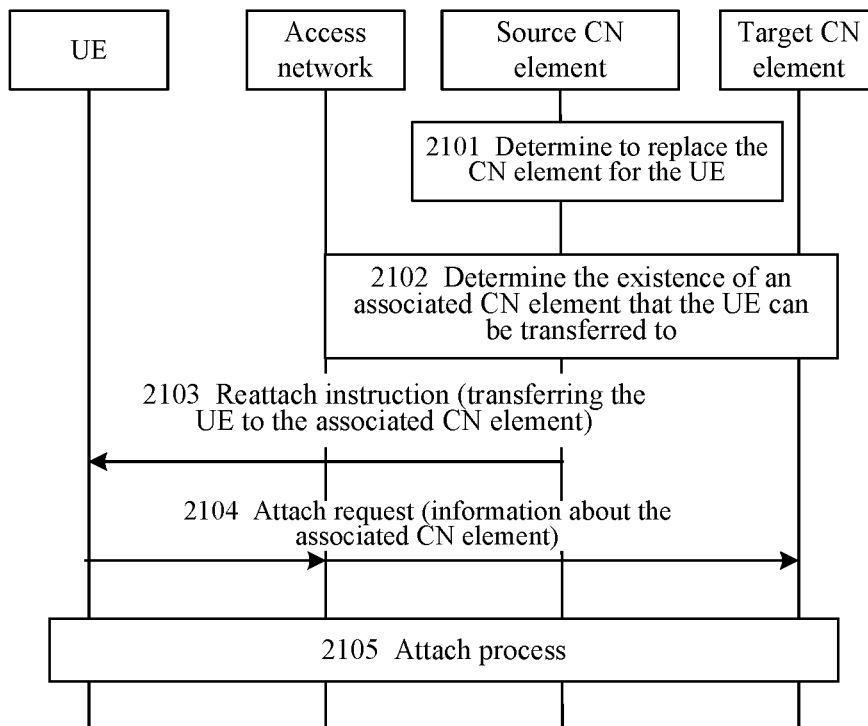 UE
Access
network
Source CN
element
Target CN
element
2101 Determine to replace the
CN element for the UE
2102 Determine the existence of an
associated CN element that the UE can
be transferred to
2103 Reattach instruction (transferring the
UE to the associated CN element)
2104 Attach request (information about the
associated CN element)
2105 Attach process